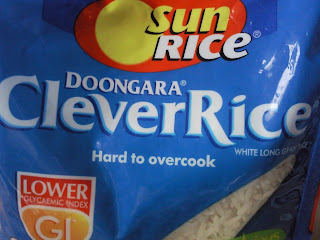 sun
RICE®
DOONGARA®
CleverRice
Hard to overcook
WHITE LONG GRAIN
LOWER
GLYCAEMIC INDEX
GI